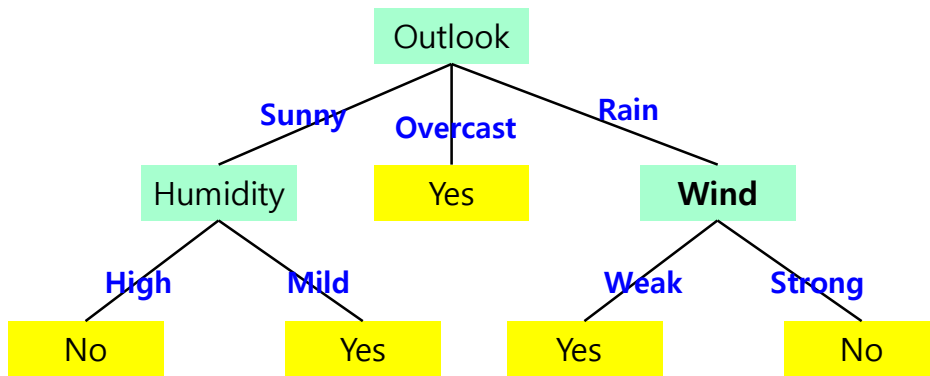 Outlook
Sunny
Overcast
Rain
Humidity
Yes
Wind
High
Mild
Weak
Strong
No
Yes
Yes
No